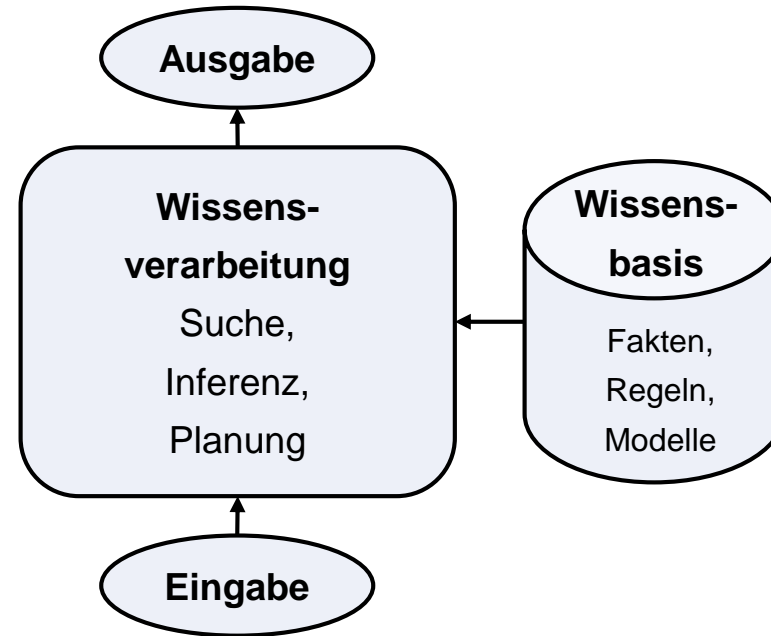 Ausgabe
Wissens-
verarbeitung
Suche,
Inferenz,
Planung
Wissens-
basis
Fakten,
Regeln,
Modelle
Eingabe